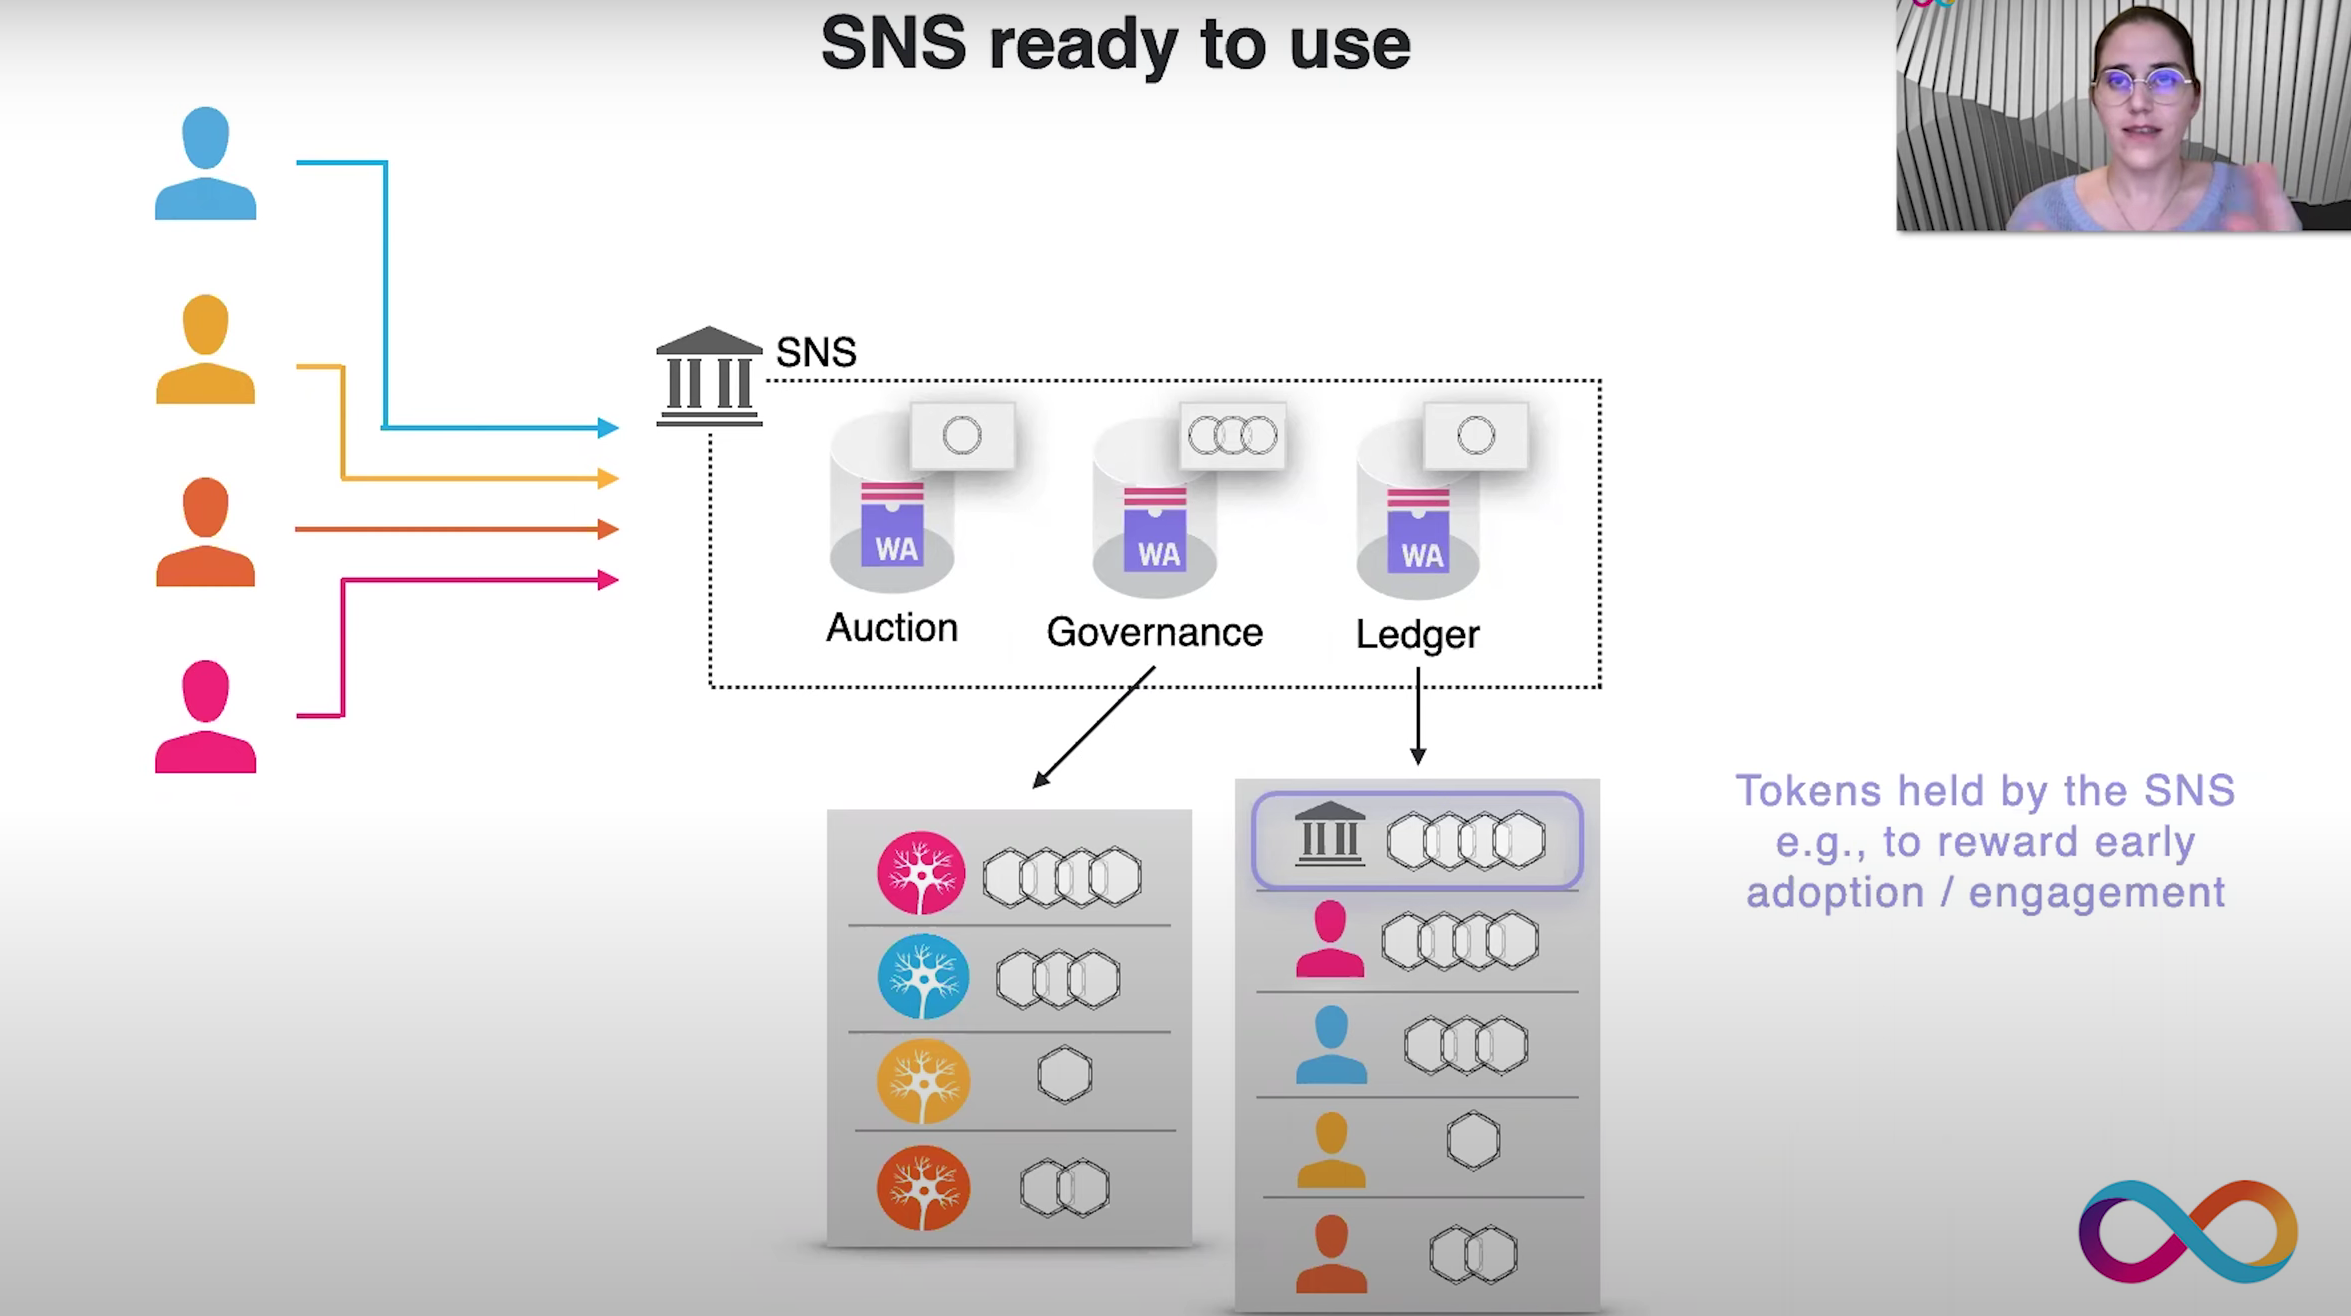 SNS ready to use
SNS
WA
WA
WA
Auction
Governance
Ledger
Tokens held by the SNS
e.g., to reward early
adoption / engagement